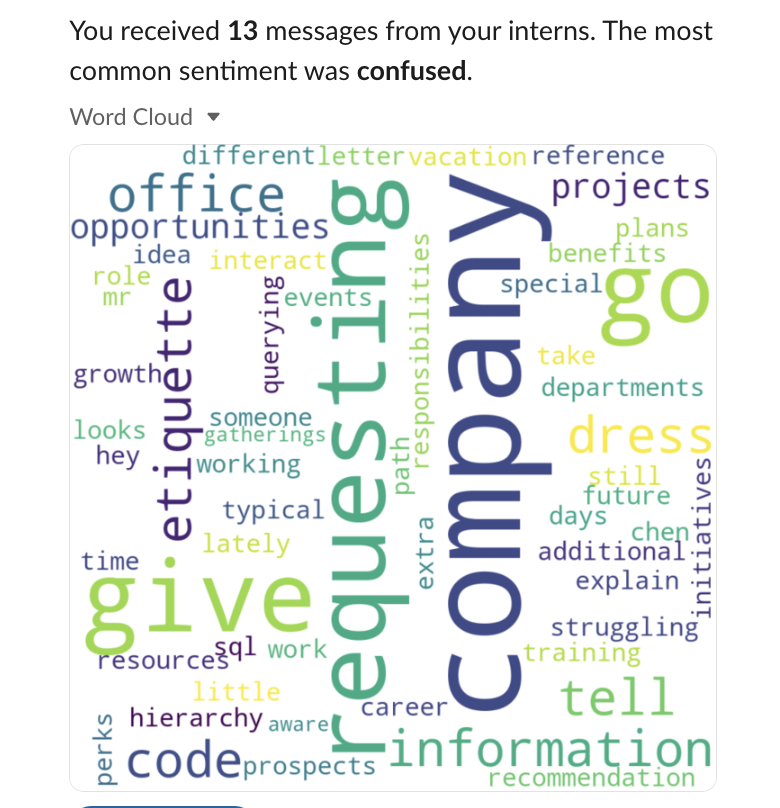 You received 13 messages from your interns. The most
common sentiment was confused.
Word Cloud
different letter vacation reference
office
projects
opportunities
plans
idea
interact
benefits
role
mr
events
special
go
etiquette
querying
requesting
responsibilities
company
growth
take
departments
looks
someone
gatherings
dress
hey
working
path
still
future
typical
days
initiatives
lately
extra
chen
additional
time
explain
give
struggling
sql
work
resources
training
little
tell
career
hierarchy
aware
perks
code
prospects
information
recommendation